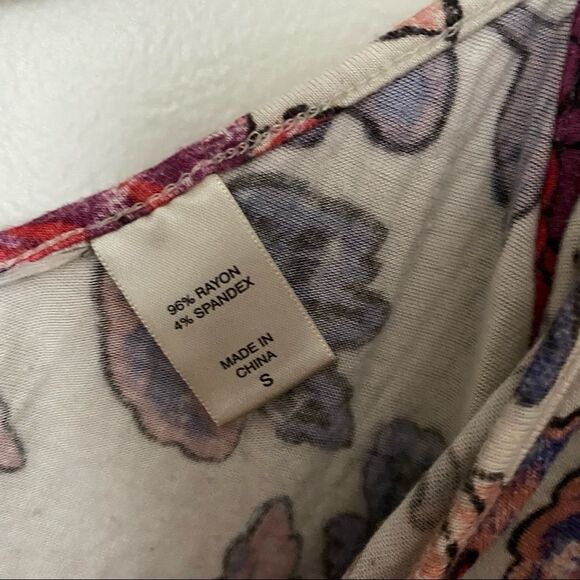 96% RAYON
4% SPANDEX
MADE IN
CHINA
S